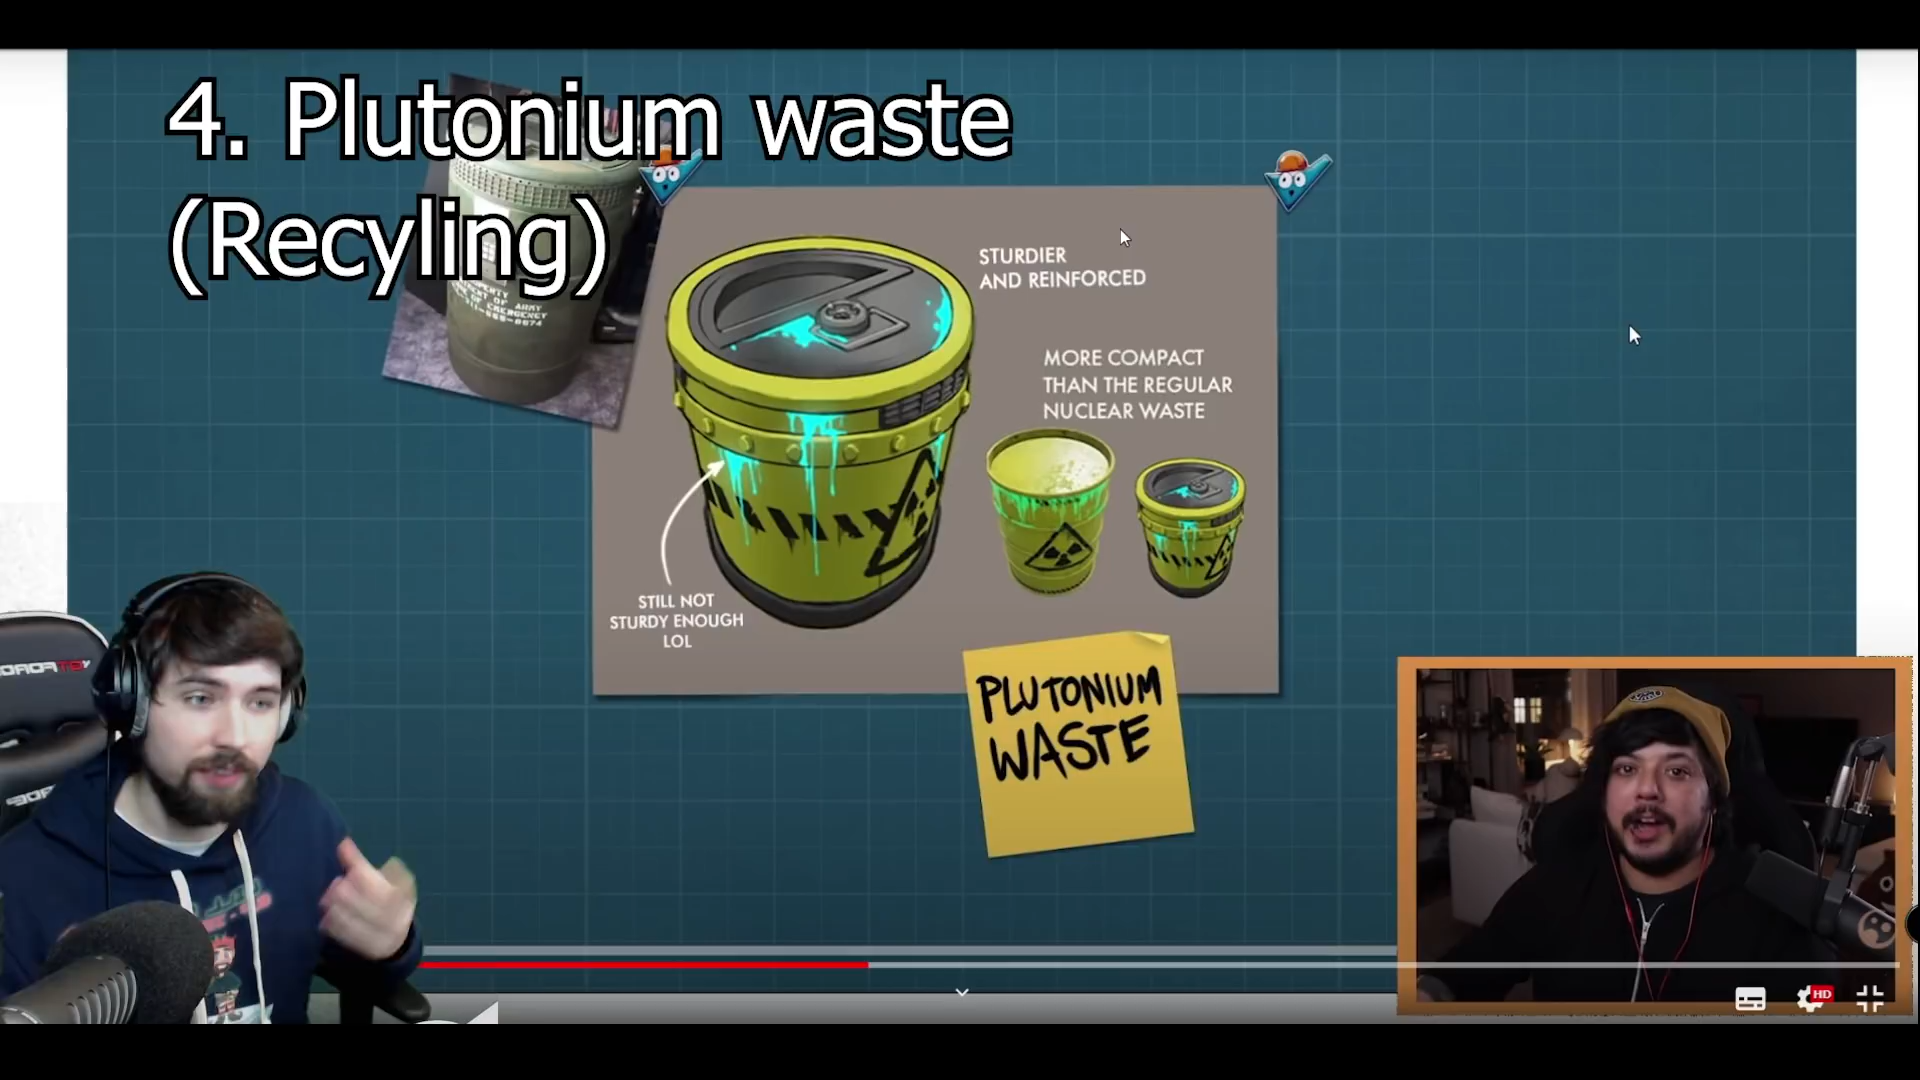 4. Plutonium waste
(Recyling)
STURDIER
AND REINFORCED
MORE COMPACT
THAN THE REGULAR
NUCLEAR WASTE
STILL NOT
STURDY ENOUGH
LOL
PLUTONIUM
WASTE
HD